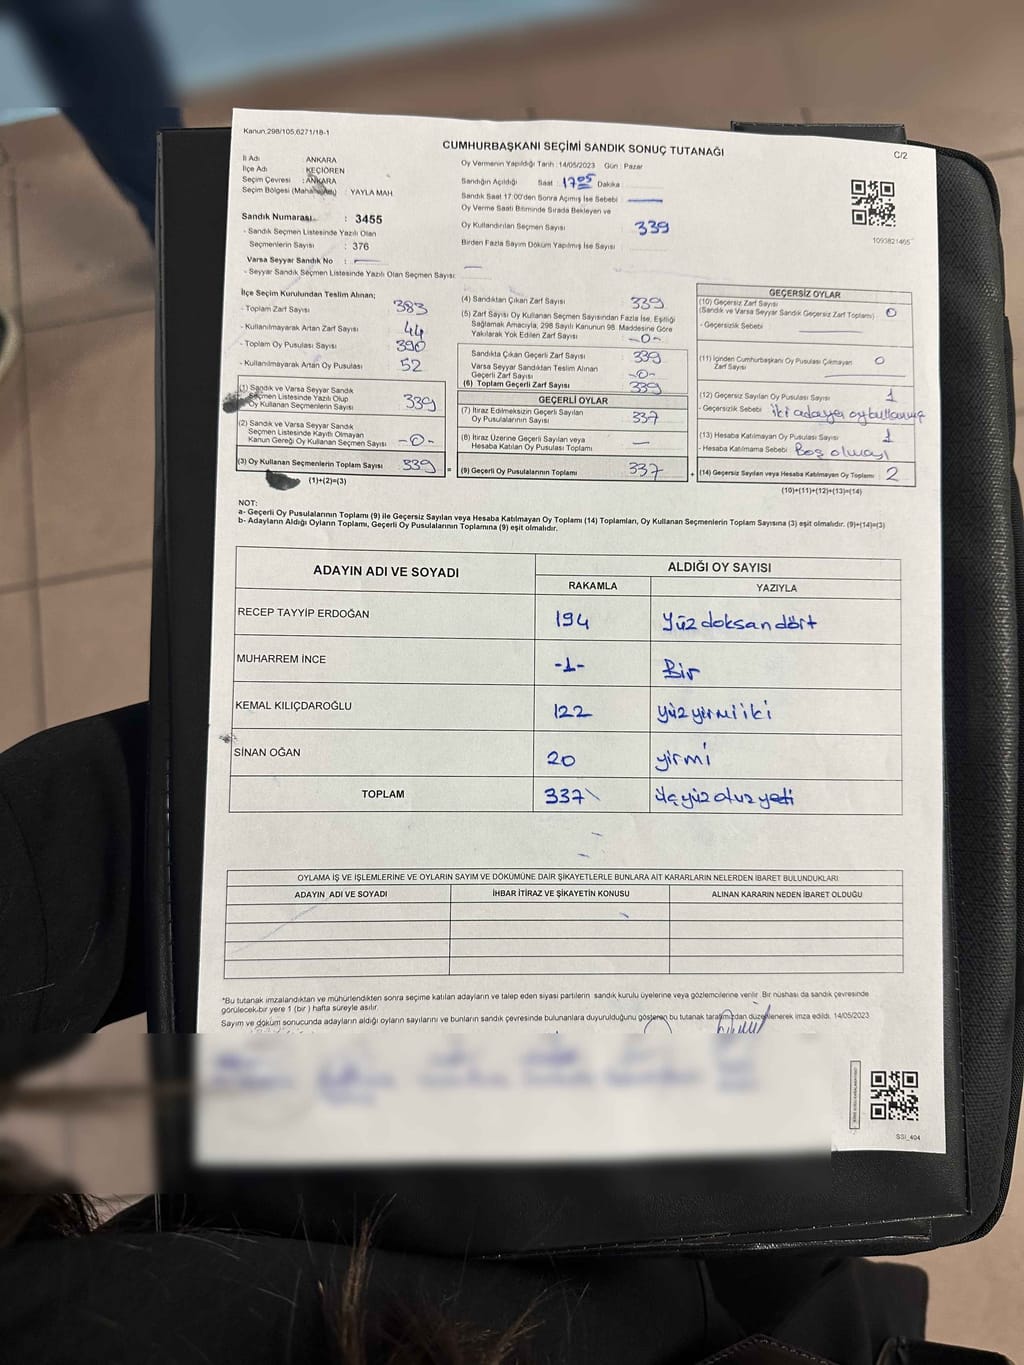 Kanun:298/105,6271/18-1
CUMHURBAŞKANI SEÇİMİ SANDIK SONUÇ TUTANAĞI
C/2
İl Adı : ANKARA
İlçe Adı : KEÇİÖREN
Seçim Çevresi : ANKARA
Seçim Bölgesi : YAYLA MAH.
Sandık Numarası : 3455
- Sandık Seçmen Listesinde Yazılı Olan
Seçmenlerin Sayısı : 376
Varsa Seyyar Sandık No :
- Seyyar Sandık Seçmen Listesinde Yazılı Olan Seçmen Sayısı:
Oy Vermenin Yapıldığı Tarih : 14/05/2023 Gün : Pazar
Sandığın Açıldığı Saat : 17 05 Dakika
Sandık Saat 17:00'den Sonra Açılmış İse Sebebi
Oy Verme Saati Bitiminde Sırada Bekleyen ve
Oy Kullandırılan Seçmen Sayısı 339
Birden Fazla Sayım Döküm Yapılmış İse Sayısı
1093821465
İlçe Seçim Kurulundan Teslim Alınan;
- Toplam Zarf Sayısı 383
- Kullanılmayarak Artan Zarf Sayısı 44
- Toplam Oy Pusulası Sayısı 390
- Kullanılmayarak Artan Oy Pusulası 52
(1) Sandık ve Varsa Seyyar Sandık
Seçmen Listesinde Yazılı Olup
Oy Kullanan Seçmenlerin Sayısı 339
(2) Sandık ve Varsa Seyyar Sandık
Seçmen Listesinde Kayıtlı Olmayan
Kanun Gereği Oy Kullanan Seçmen Sayısı -0-
(3) Oy Kullanan Seçmenlerin Toplam Sayısı 339 =
(1)+(2)=(3)
(4) Sandıktan Çıkan Zarf Sayısı 339
(5) Zarf Sayısı Oy Kullanan Seçmen Sayısından Fazla İse, Eşitliği
Sağlamak Amacıyla, 298 Sayılı Kanunun 98. Maddesine Göre
Yakılarak Yok Edilen Zarf Sayısı -0-
Sandıkta Çıkan Geçerli Zarf Sayısı 339
Varsa Seyyar Sandıktan Teslim Alınan
Geçerli Zarf Sayısı -0-
(6) Toplam Geçerli Zarf Sayısı 339
GEÇERLİ OYLAR
(7) İtiraz Edilmeksizin Geçerli Sayılan
Oy Pusulalarının Sayısı 337
(8) İtiraz Üzerine Geçerli Sayılan veya
Hesaba Katılan Oy Pusulası Toplamı —
(9) Geçerli Oy Pusulalarının Toplamı 337 +
GEÇERSİZ OYLAR
(10) Geçersiz Zarf Sayısı
(Sandık ve Varsa Seyyar Sandık Geçersiz Zarf Toplamı) 0
- Geçersizlik Sebebi
(11) İçinden Cumhurbaşkanı Oy Pusulası Çıkmayan
Zarf Sayısı 0
(12) Geçersiz Sayılan Oy Pusulası Sayısı 1
- Geçersizlik Sebebi iki adaya oy kullanmış
(13) Hesaba Katılmayan Oy Pusulası Sayısı 1
- Hesaba Katılmama Sebebi Boş olması
(14) Geçersiz Sayılan veya Hesaba Katılmayan Oy Toplamı 2
(10)+(11)+(12)+(13)=(14)
NOT:
a- Geçerli Oy Pusulalarının Toplamı (9) ile Geçersiz Sayılan veya Hesaba Katılmayan Oy Toplamı (14) Toplamları, Oy Kullanan Seçmenlerin Toplam Sayısına (3) eşit olmalıdır. (9)+(14)=(3)
b- Adayların Aldığı Oyların Toplamı, Geçerli Oy Pusulalarının Toplamına (9) eşit olmalıdır.
ADAYIN ADI VE SOYADI ALDIĞI OY SAYISI
RAKAMLA YAZIYLA
RECEP TAYYİP ERDOĞAN 194 Yüz doksan dört
MUHARREM İNCE -1- Bir
KEMAL KILIÇDAROĞLU 122 yüz yirmi iki
SİNAN OĞAN 20 yirmi
TOPLAM 337 üç yüz otuz yedi
OYLAMA İŞ VE İŞLEMLERİNE VE OYLARIN SAYIM VE DÖKÜMÜNE DAİR ŞİKAYETLERLE BUNLARA AİT KARARLARIN NELERDEN İBARET BULUNDUKLARI
ADAYIN ADI VE SOYADI İHBAR İTİRAZ VE ŞİKAYETİN KONUSU ALINAN KARARIN NEDEN İBARET OLDUĞU
*Bu tutanak imzalandıktan ve mühürlendikten sonra seçime katılan adayların ve talep eden siyasi partilerin sandık kurulu üyelerine veya gözlemcilerine verilir. Bir nüshası da sandık çevresinde
görülecek bir yere 1 (bir) hafta süreyle asılır.
Sayım ve döküm sonucunda adayların aldığı oyların sayılarını ve bunların sandık çevresinde bulunanlara duyurulduğunu gösteren bu tutanak tarafımızdan düzenlenerek imza edildi. 14/05/2023
SSI_404